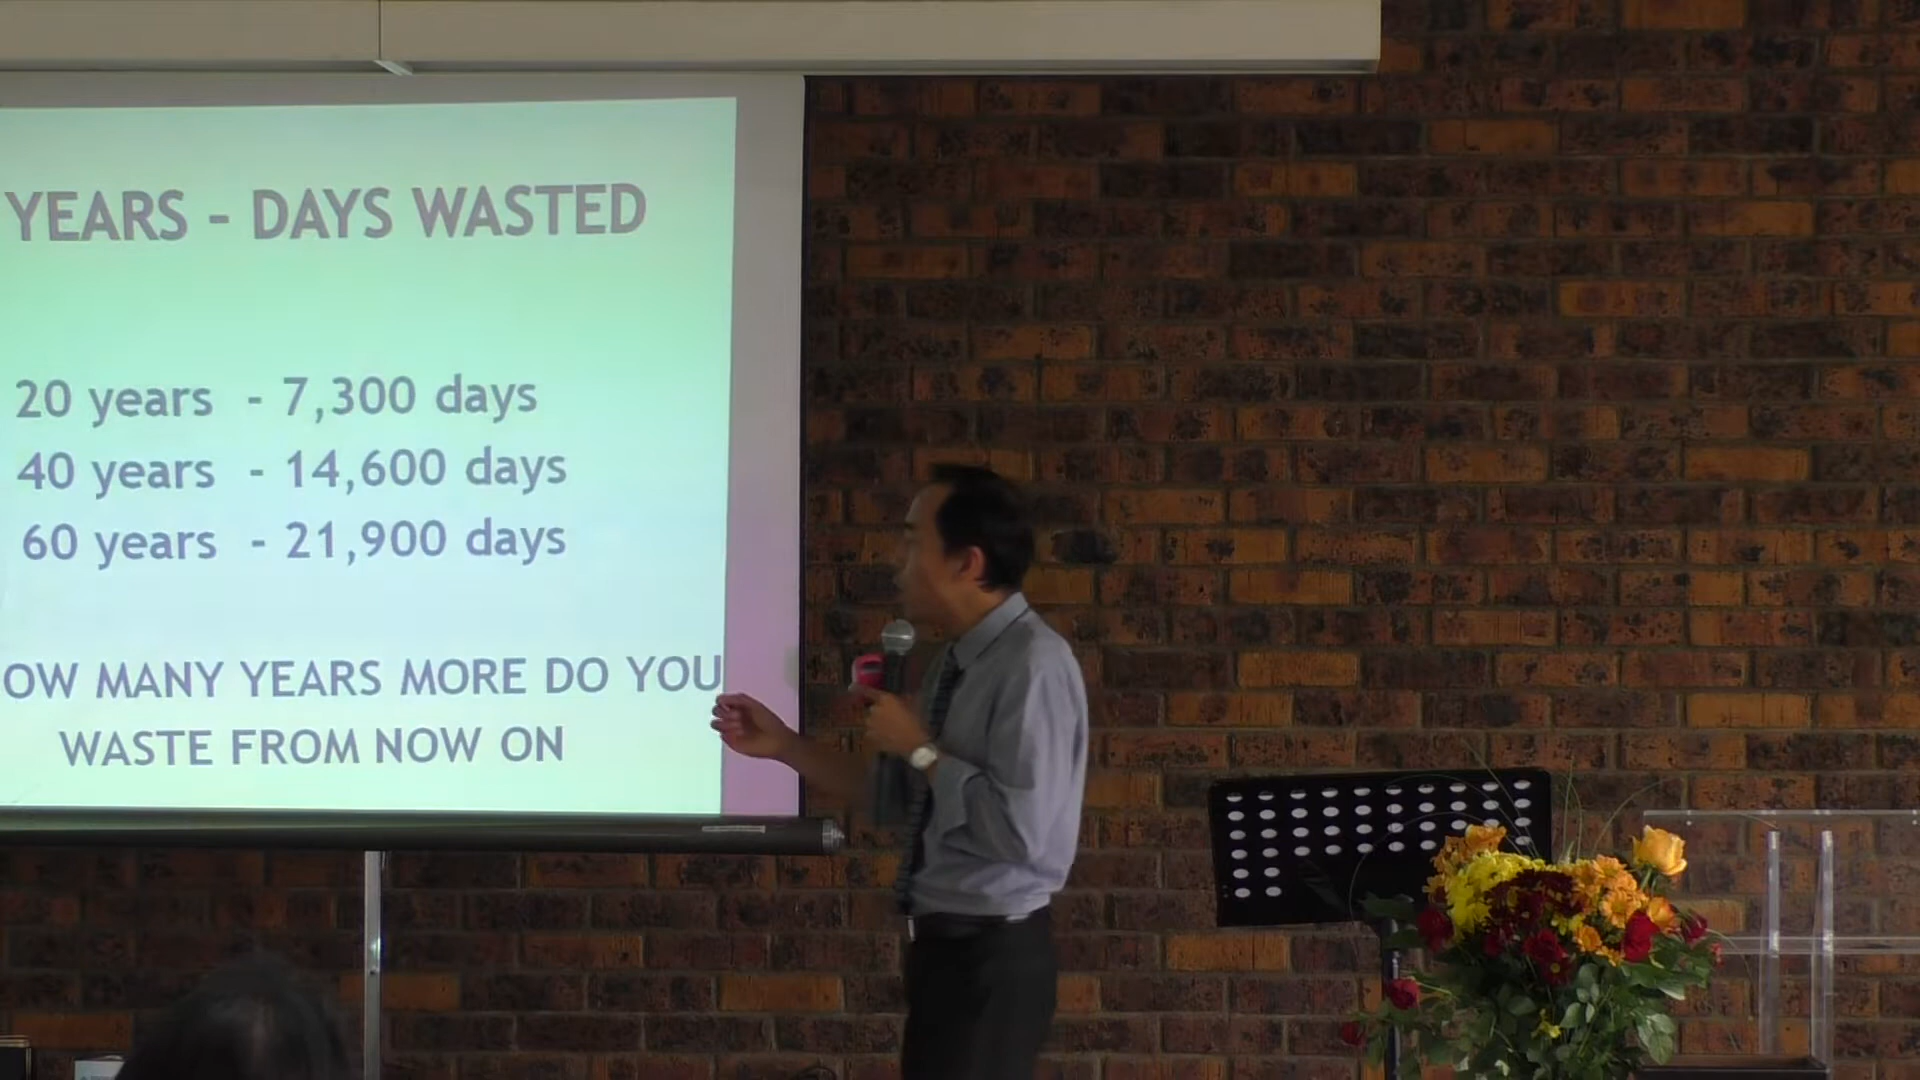 YEARS - DAYS WASTED
20 years - 7,300 days
40 years - 14,600 days
60 years - 21,900 days
OW MANY YEARS MORE DO YOU
WASTE FROM NOW ON